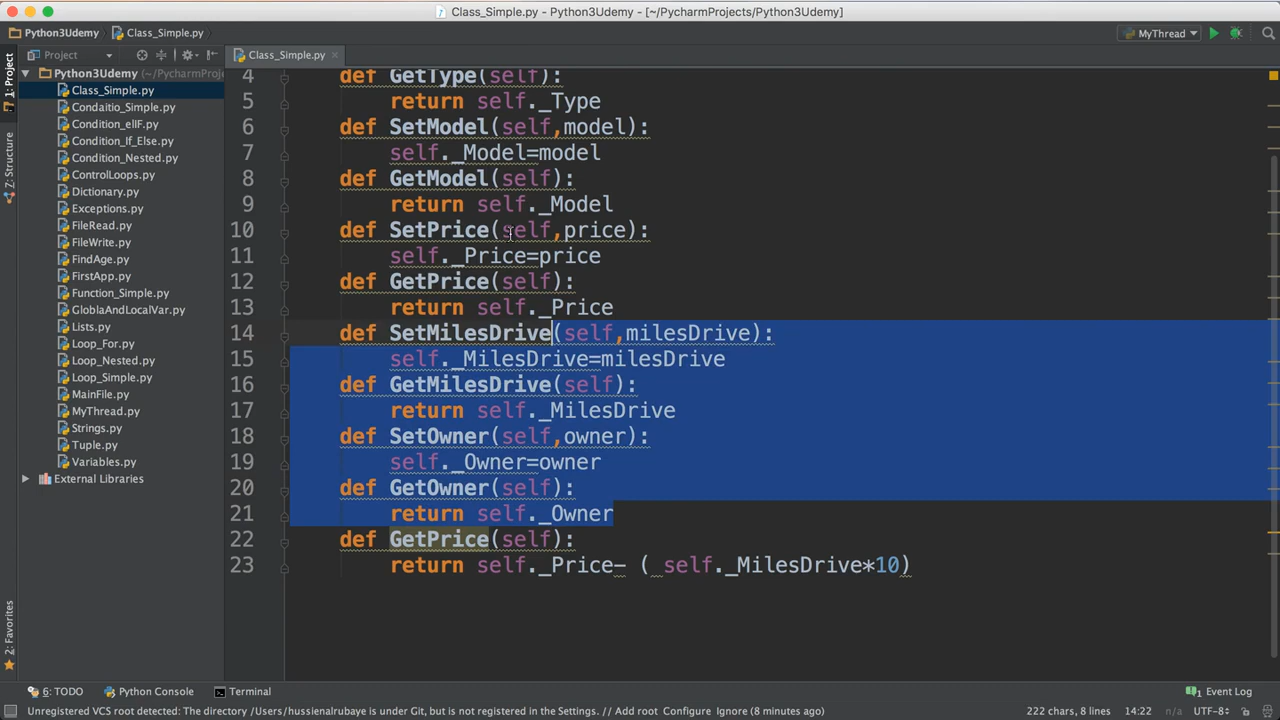 Class_Simple.py - Python3Udemy - [~/PycharmProjects/Python3Udemy]
Python3Udemy Class_Simple.py MyThread
1: Project
Z: Structure
2: Favorites
Project
Python3Udemy (~/PycharmProj
Class_Simple.py
Condaitio_Simple.py
Condition_elIF.py
Condition_If_Else.py
Condition_Nested.py
ControlLoops.py
Dictionary.py
Exceptions.py
FileRead.py
FileWrite.py
FindAge.py
FirstApp.py
Function_Simple.py
GloblaAndLocalVar.py
Lists.py
Loop_For.py
Loop_Nested.py
Loop_Simple.py
MainFile.py
MyThread.py
Strings.py
Tuple.py
Variables.py
External Libraries
Class_Simple.py
4 def GetType(self):
5 return self._Type
6 def SetModel(self,model):
7 self._Model=model
8 def GetModel(self):
9 return self._Model
10 def SetPrice(self,price):
11 self._Price=price
12 def GetPrice(self):
13 return self._Price
14 def SetMilesDrive(self,milesDrive):
15 self._MilesDrive=milesDrive
16 def GetMilesDrive(self):
17 return self._MilesDrive
18 def SetOwner(self,owner):
19 self._Owner=owner
20 def GetOwner(self):
21 return self._Owner
22 def GetPrice(self):
23 return self._Price- ( self._MilesDrive*10)
6: TODO Python Console Terminal 1 Event Log
Unregistered VCS root detected: The directory /Users/hussienalrubaye is under Git, but is not registered in the Settings. // Add root Configure Ignore (8 minutes ago) 222 chars, 8 lines 14:22 n/a UTF-8